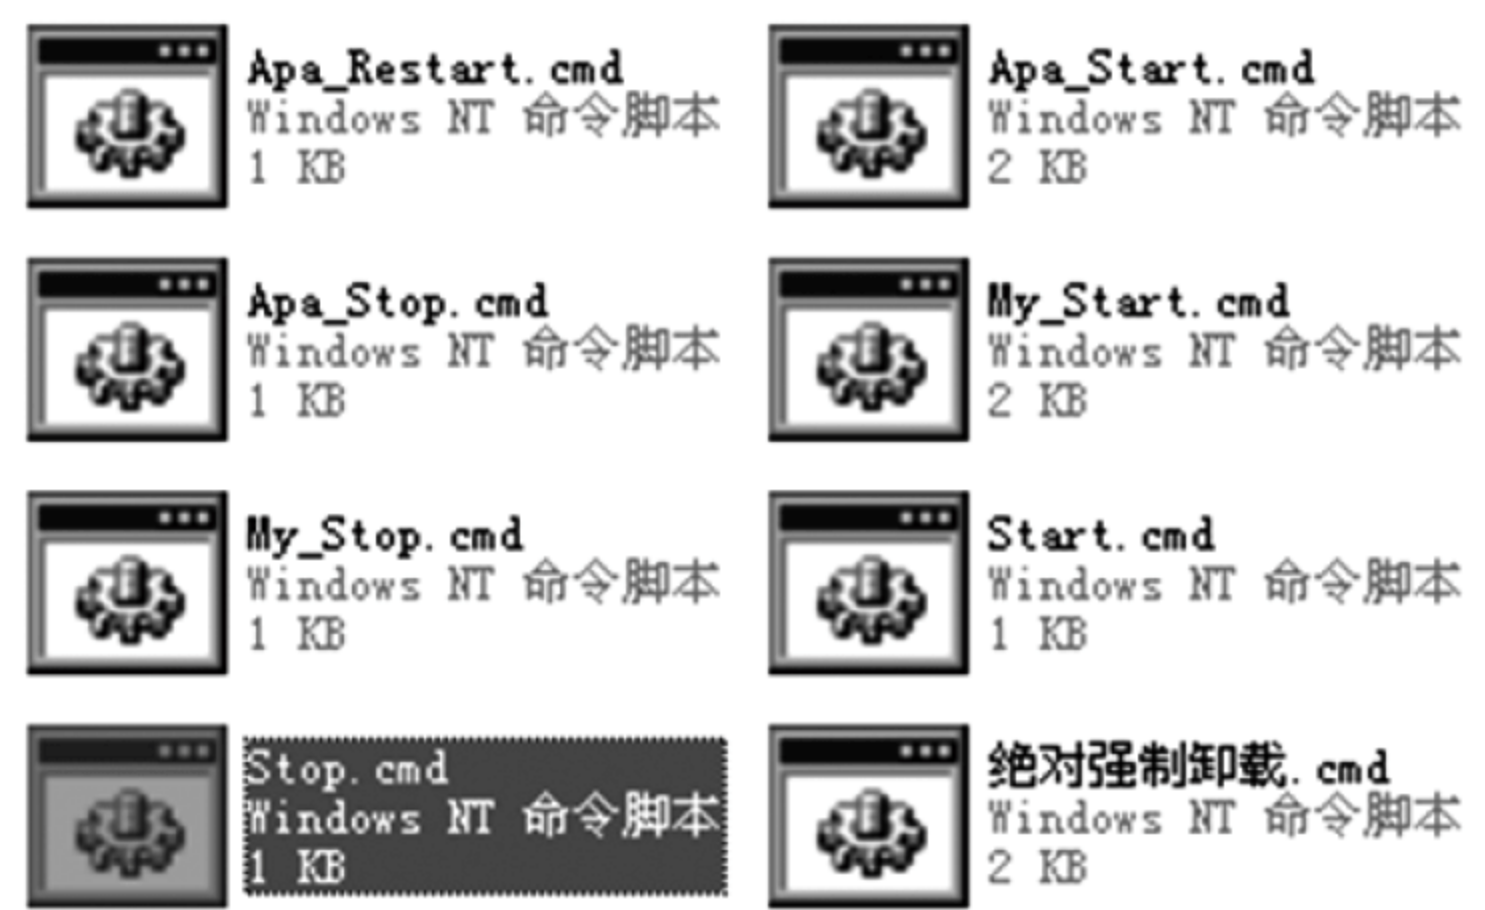 Apa_Restart.cmd
Windows NT 命令脚本
1 KB
Apa_Start.cmd
Windows NT 命令脚本
2 KB
Apa_Stop.cmd
Windows NT 命令脚本
1 KB
My_Start.cmd
Windows NT 命令脚本
2 KB
My_Stop.cmd
Windows NT 命令脚本
1 KB
Start.cmd
Windows NT 命令脚本
1 KB
Stop.cmd
Windows NT 命令脚本
1 KB
绝对强制卸载.cmd
Windows NT 命令脚本
2 KB